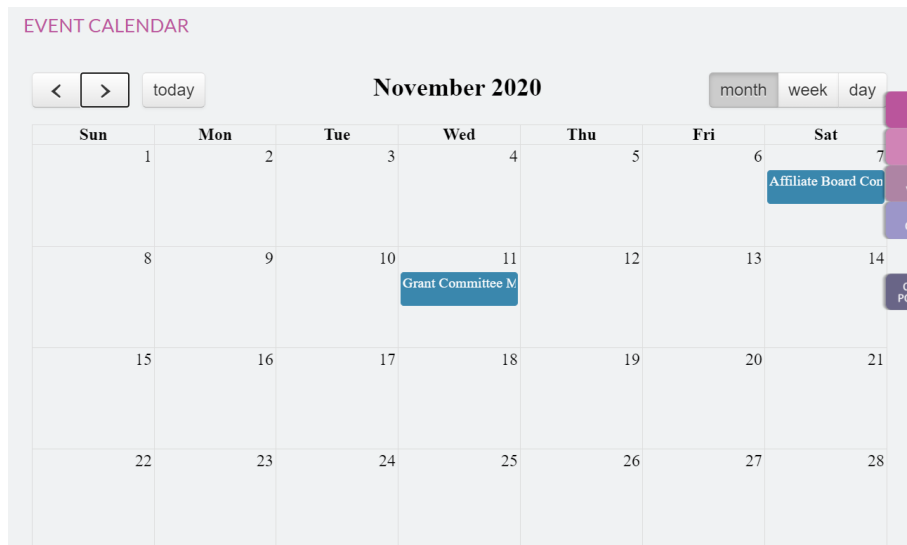 EVENT CALENDAR
< > today November 2020 month week day
Sun Mon Tue Wed Thu Fri Sat
1 2 3 4 5 6 7
Affiliate Board Con
8 9 10 11 12 13 14
Grant Committee M
15 16 17 18 19 20 21
22 23 24 25 26 27 28